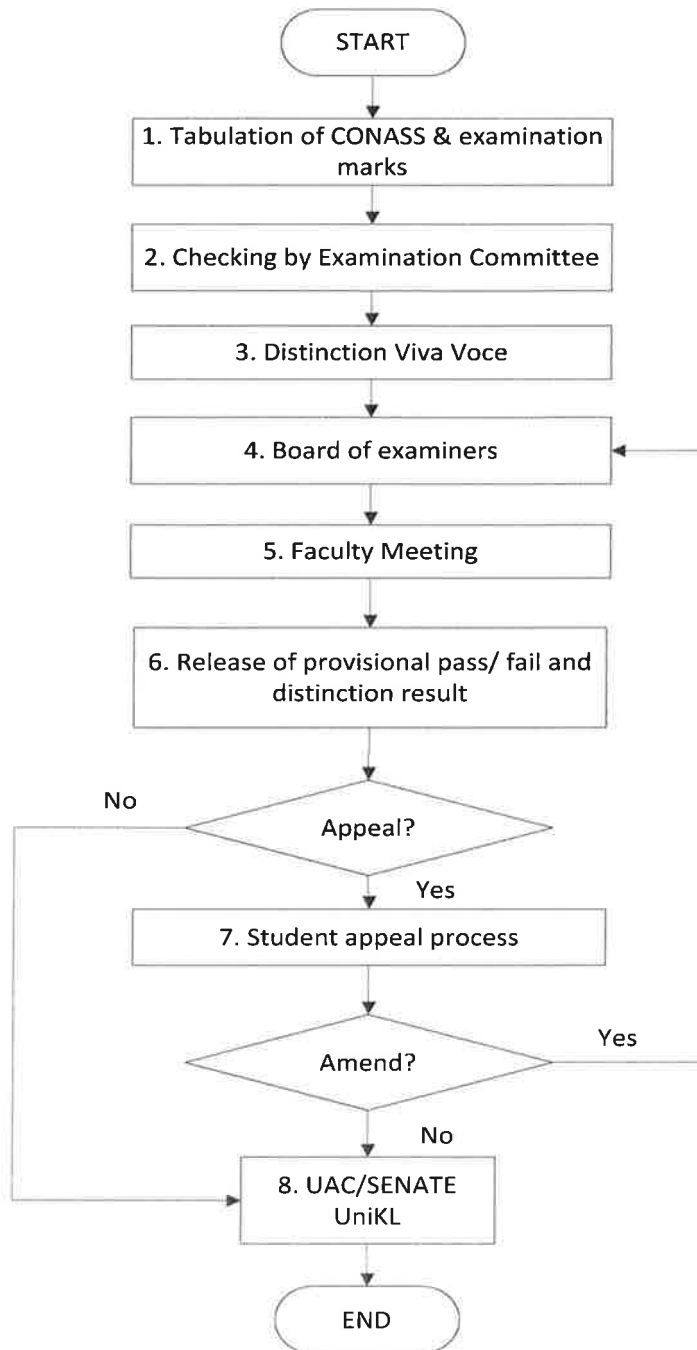 START
1. Tabulation of CONASS & examination
marks
2. Checking by Examination Committee
3. Distinction Viva Voce
4. Board of examiners
5. Faculty Meeting
6. Release of provisional pass/ fail and
distinction result
No
Appeal?
Yes
7. Student appeal process
Amend?
Yes
No
8. UAC/SENATE
UniKL
END